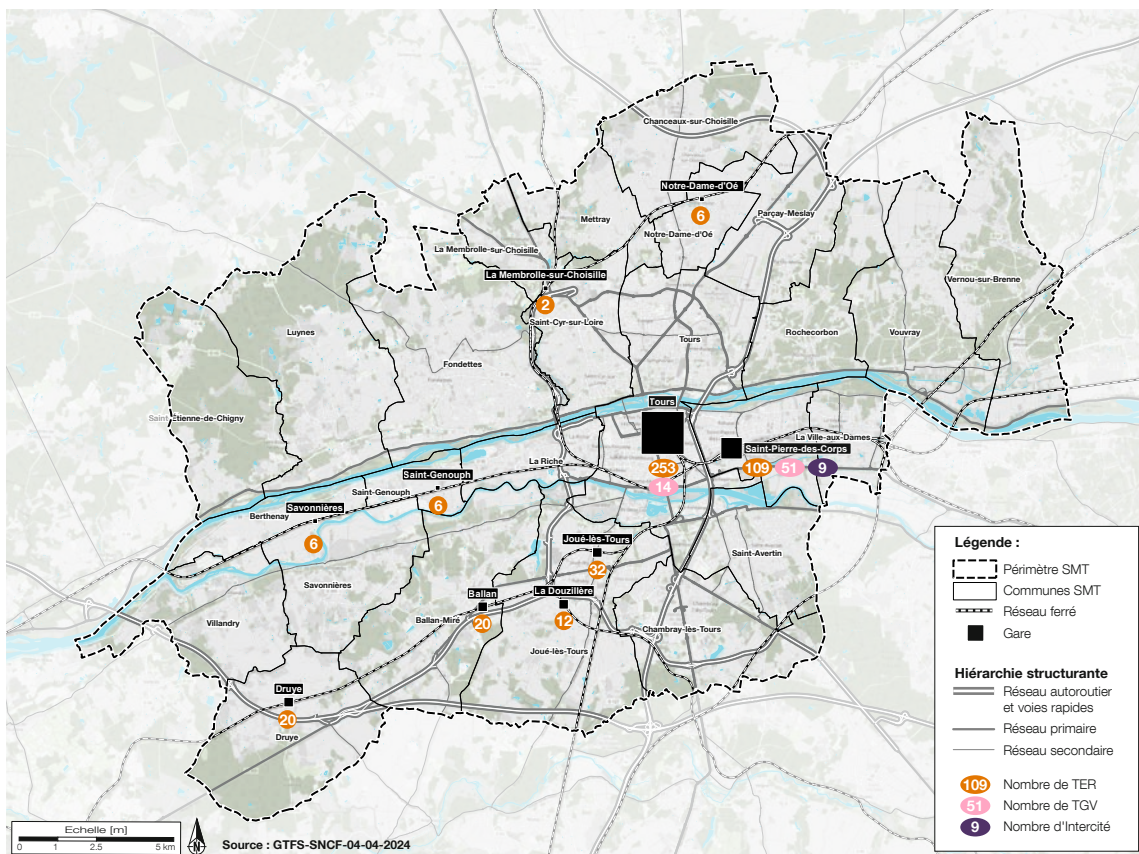 Chanceaux-sur-Choisille
Notre-Dame-d'Oé
6
Mettray
Notre-Dame-d'Oé
Parçay-Meslay
La Membrolle-sur-Choisille
La Membrolle-sur-Choisille
2
Saint-Cyr-sur-Loire
Vernou-sur-Brenne
Luynes
Rochecorbon
Vouvray
Tours
Fondettes
Saint-Étienne-de-Chigny
Tours
253
14
La Ville-aux-Dames
Saint-Pierre-des-Corps
109
51
9
La Riche
Saint-Genouph
Saint-Genouph
6
Savonnières
Berthenay
6
Joué-lès-Tours
32
Saint-Avertin
Savonnières
Ballan
La Douzillère
Villandry
Ballan-Miré
20
12
Chambray-lès-Tours
Joué-lès-Tours
Druye
20
Druye
Légende :
Périmètre SMT
Communes SMT
Réseau ferré
Gare
Hiérarchie structurante
Réseau autoroutier
et voies rapides
Réseau primaire
Réseau secondaire
109 Nombre de TER
51 Nombre de TGV
9 Nombre d'Intercité
Echelle [m]
0 1 2.5 5 km
N
Source : GTFS-SNCF-04-04-2024